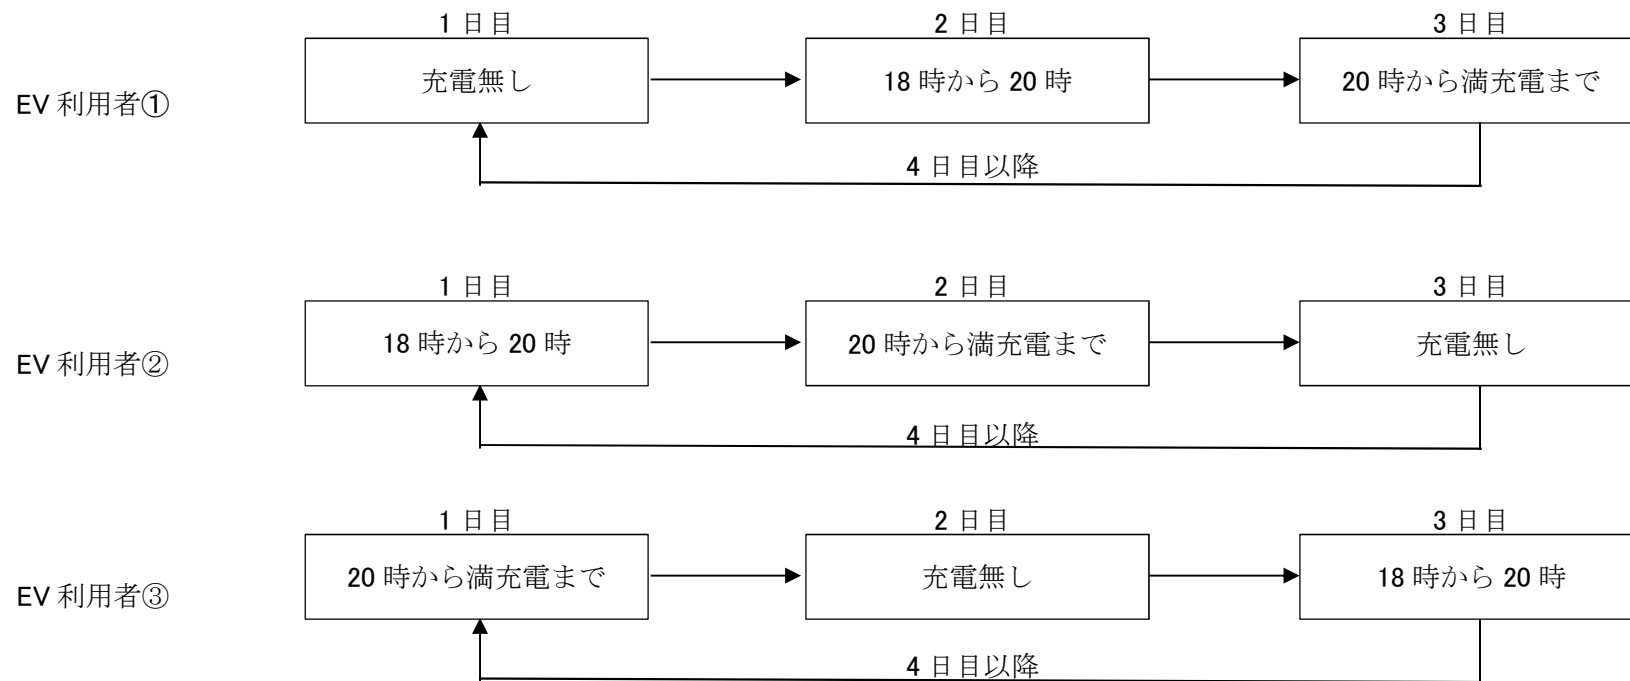 1日目 2日目 3日目
EV利用者① 充電無し 18時から20時 20時から満充電まで
4日目以降
1日目 2日目 3日目
EV利用者② 18時から20時 20時から満充電まで 充電無し
4日目以降
1日目 2日目 3日目
EV利用者③ 20時から満充電まで 充電無し 18時から20時
4日目以降